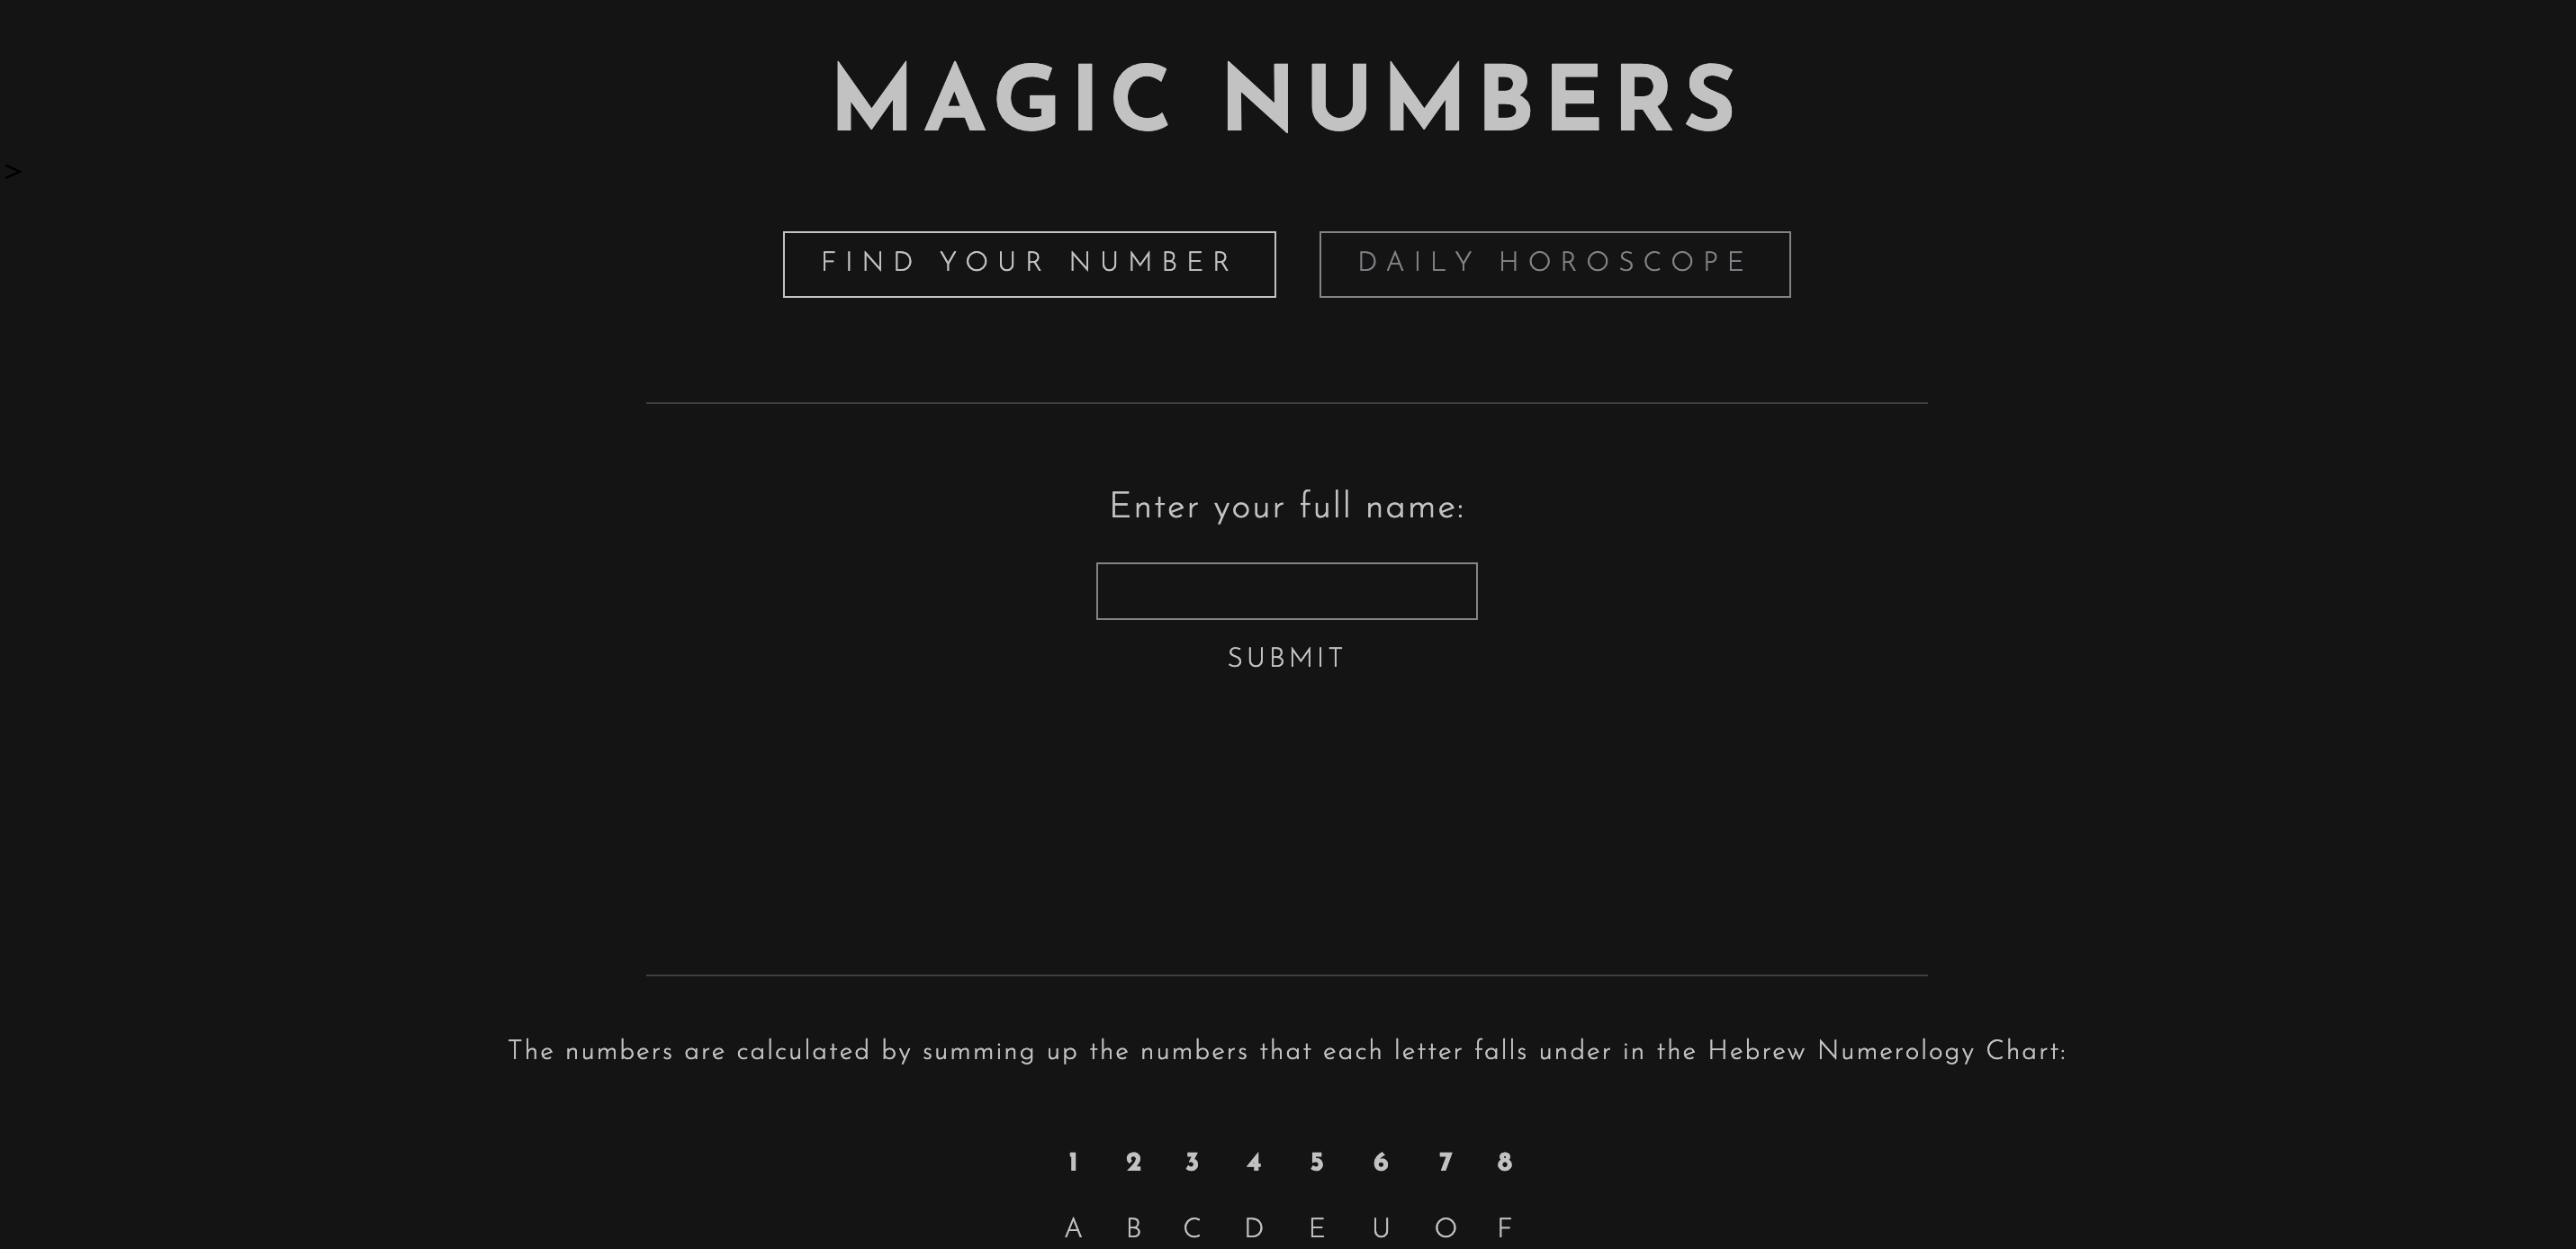 MAGIC NUMBERS
>
FIND YOUR NUMBER DAILY HOROSCOPE
Enter your full name:
SUBMIT
The numbers are calculated by summing up the numbers that each letter falls under in the Hebrew Numerology Chart:
1 2 3 4 5 6 7 8
A B C D E U O F